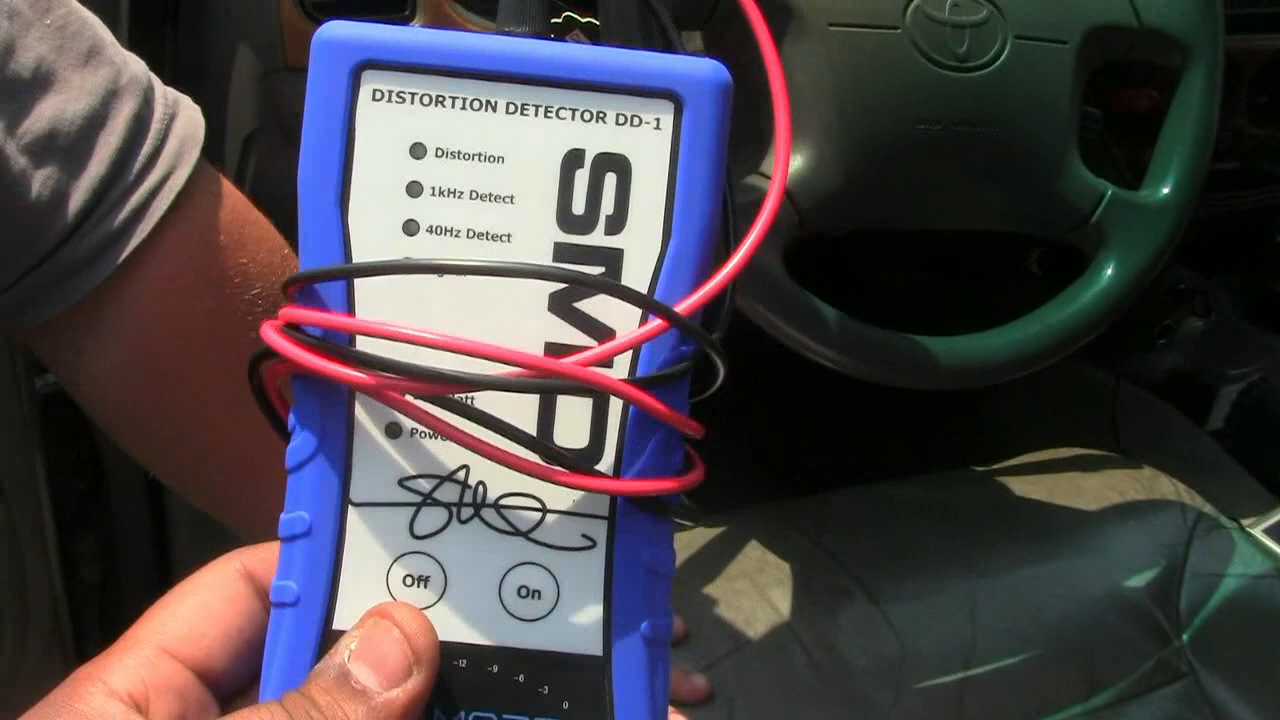 DISTORTION DETECTOR DD-1
Distortion
1kHz Detect
40Hz Detect
SMD
Off
On
-12 -9 -6 -3 0